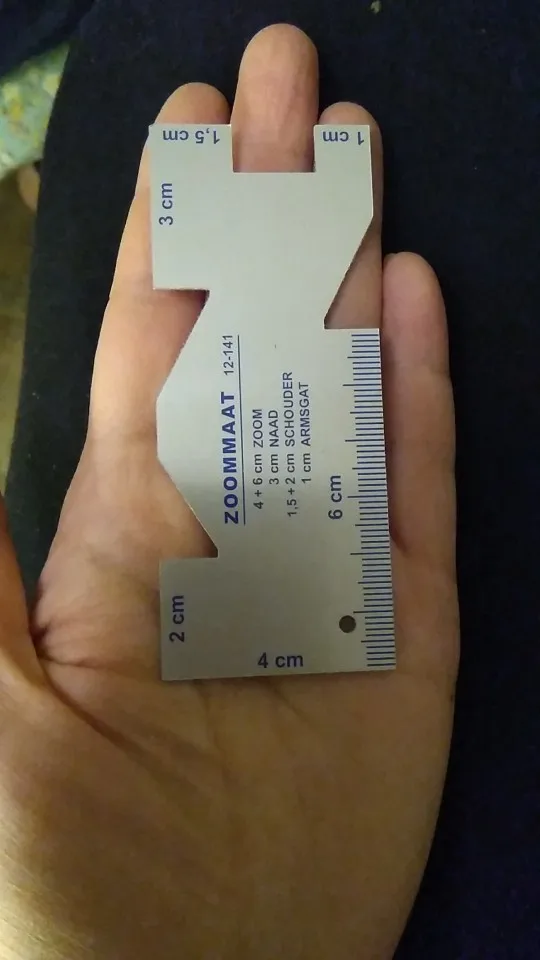 1,5 cm
1 cm
3 cm
ZOOMMAAT 12-141
4 + 6 cm ZOOM
3 cm NAAD
1,5 + 2 cm SCHOUDER
1 cm ARMSGAT
6 cm
2 cm
4 cm